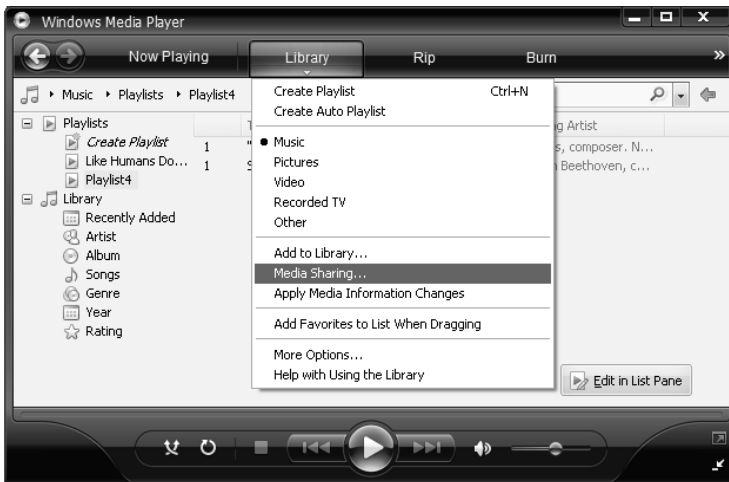 Windows Media Player
Now Playing Library Rip Burn »
Music Playlists Playlist4
Playlists
Create Playlist
Like Humans Do...
Playlist4
Library
Recently Added
Artist
Album
Songs
Genre
Year
Rating
1
1
Create Playlist Ctrl+N
Create Auto Playlist
Music
Pictures
Video
Recorded TV
Other
Add to Library...
Media Sharing...
Apply Media Information Changes
Add Favorites to List When Dragging
More Options...
Help with Using the Library
Artist
, composer. N...
Beethoven, c...
Edit in List Pane